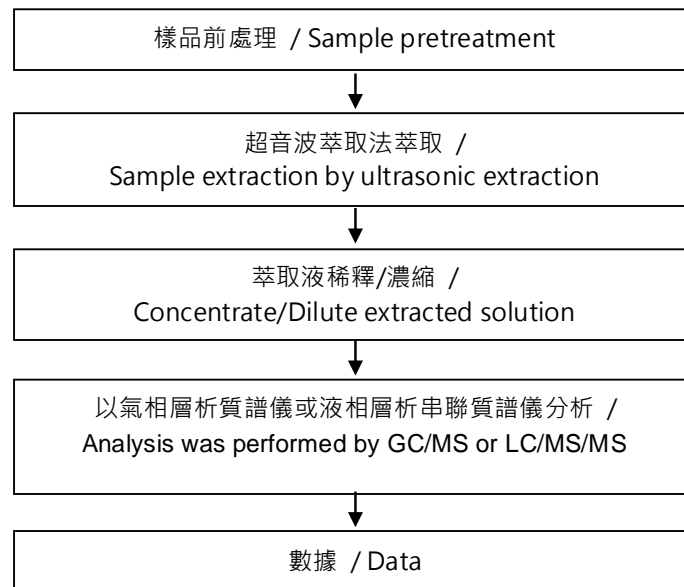 樣品前處理 / Sample pretreatment
超音波萃取法萃取 /
Sample extraction by ultrasonic extraction
萃取液稀釋/濃縮 /
Concentrate/Dilute extracted solution
以氣相層析質譜儀或液相層析串聯質譜儀分析 /
Analysis was performed by GC/MS or LC/MS/MS
數據 / Data